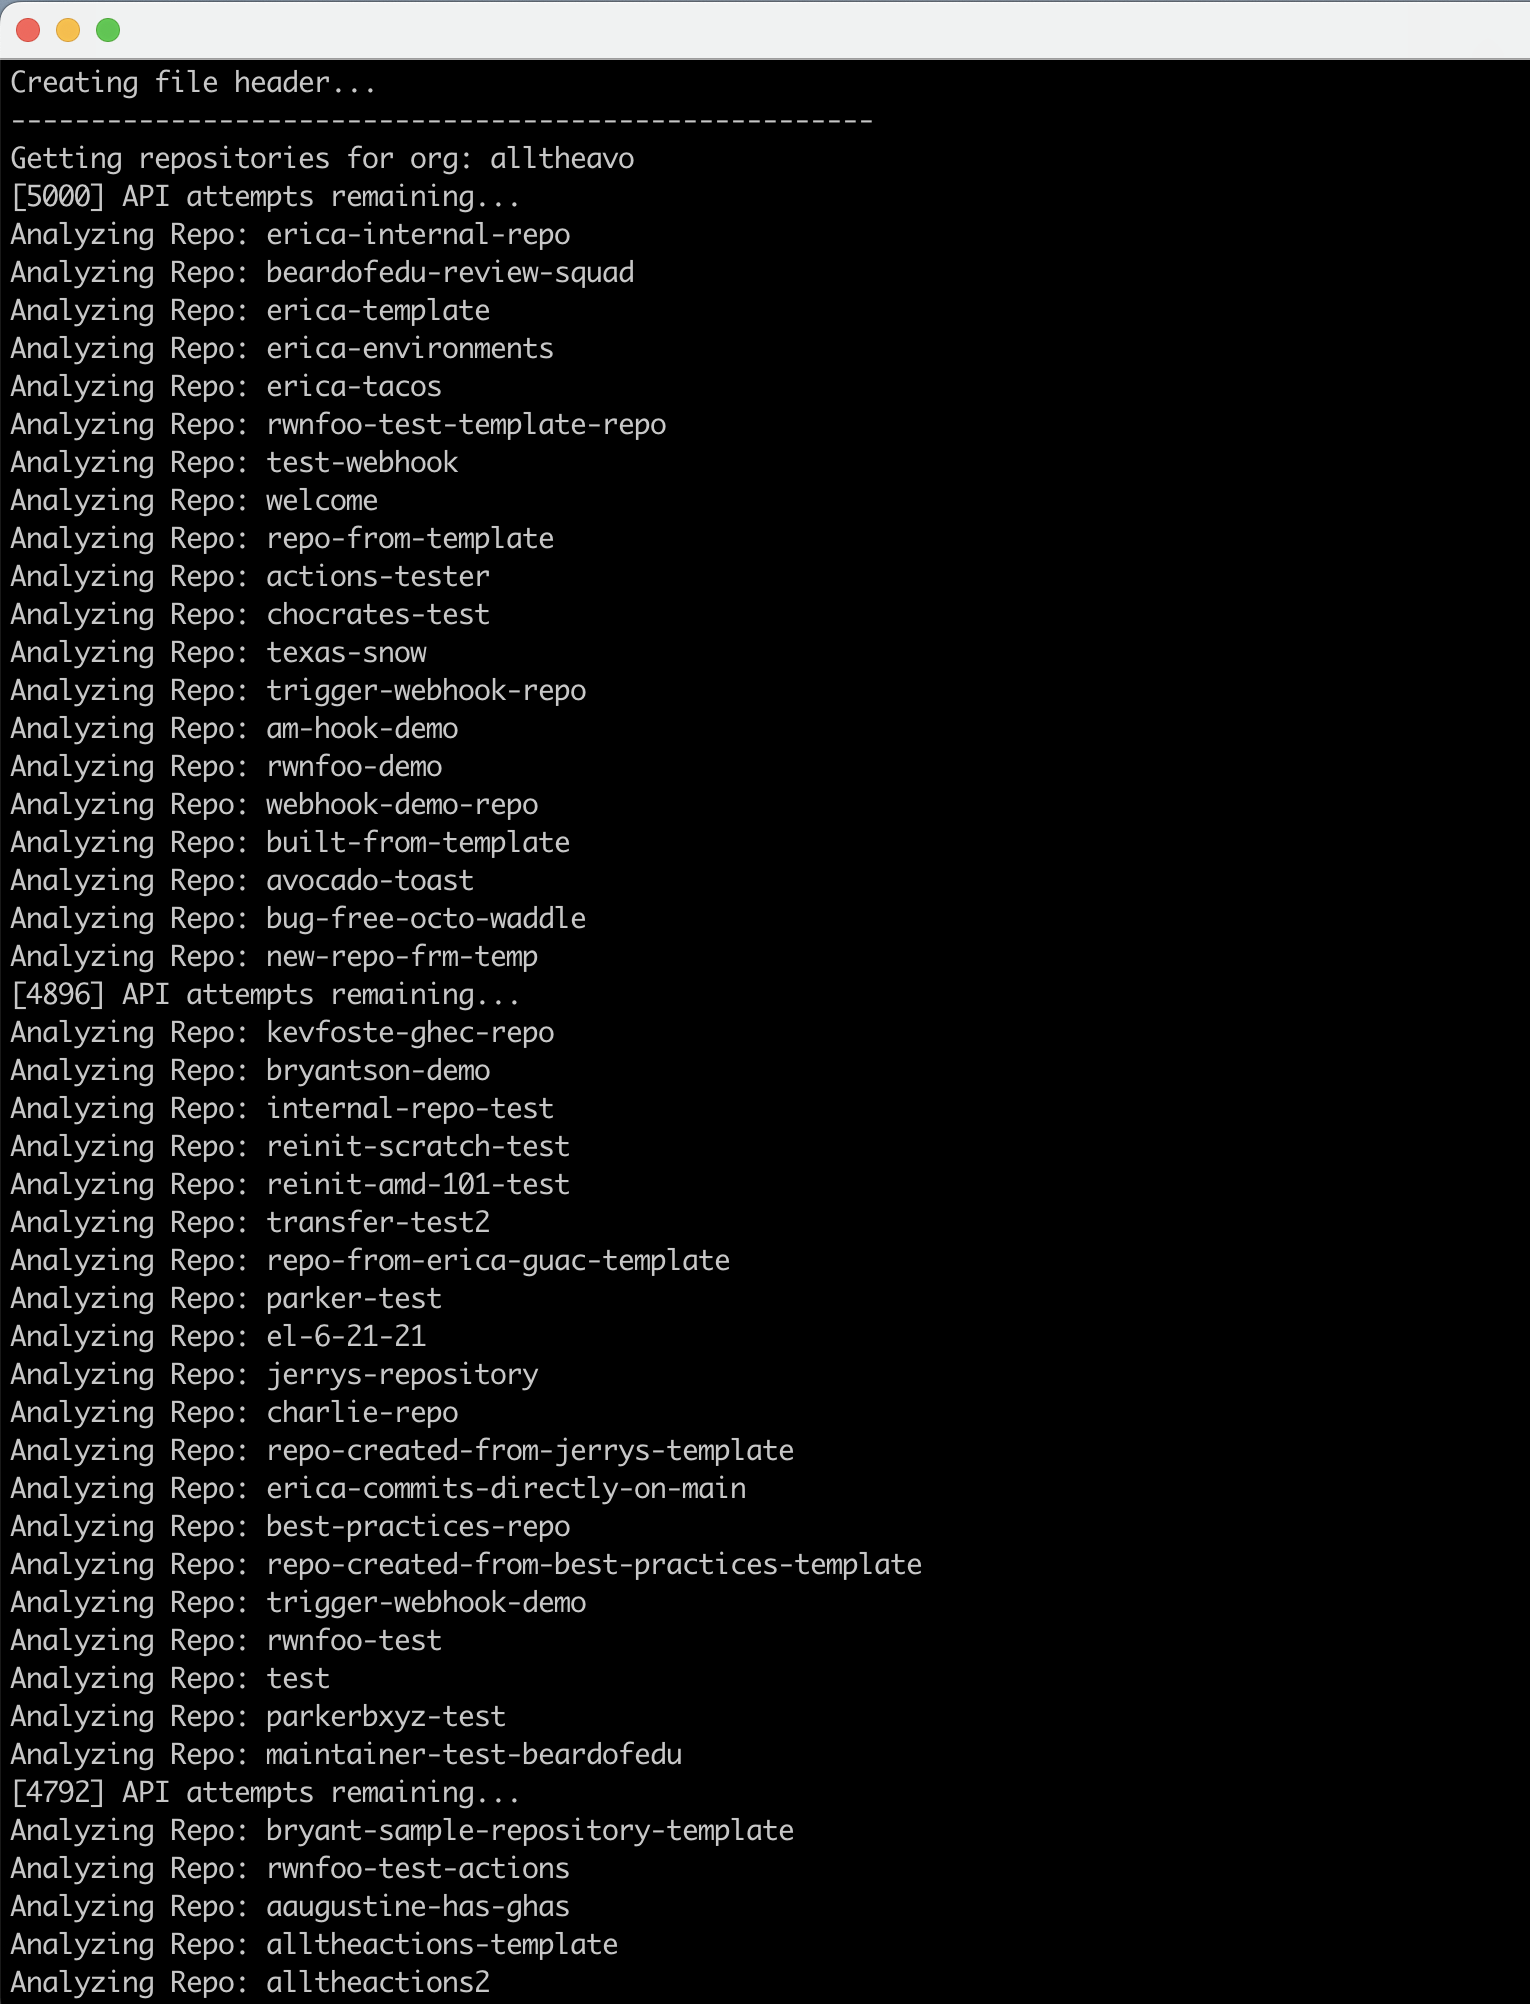 Creating file header...
------------------------------------------------------
Getting repositories for org: alltheavo
[5000] API attempts remaining...
Analyzing Repo: erica-internal-repo
Analyzing Repo: beardofedu-review-squad
Analyzing Repo: erica-template
Analyzing Repo: erica-environments
Analyzing Repo: erica-tacos
Analyzing Repo: rwnfoo-test-template-repo
Analyzing Repo: test-webhook
Analyzing Repo: welcome
Analyzing Repo: repo-from-template
Analyzing Repo: actions-tester
Analyzing Repo: chocrates-test
Analyzing Repo: texas-snow
Analyzing Repo: trigger-webhook-repo
Analyzing Repo: am-hook-demo
Analyzing Repo: rwnfoo-demo
Analyzing Repo: webhook-demo-repo
Analyzing Repo: built-from-template
Analyzing Repo: avocado-toast
Analyzing Repo: bug-free-octo-waddle
Analyzing Repo: new-repo-frm-temp
[4896] API attempts remaining...
Analyzing Repo: kevfoste-ghec-repo
Analyzing Repo: bryantson-demo
Analyzing Repo: internal-repo-test
Analyzing Repo: reinit-scratch-test
Analyzing Repo: reinit-amd-101-test
Analyzing Repo: transfer-test2
Analyzing Repo: repo-from-erica-guac-template
Analyzing Repo: parker-test
Analyzing Repo: el-6-21-21
Analyzing Repo: jerrys-repository
Analyzing Repo: charlie-repo
Analyzing Repo: repo-created-from-jerrys-template
Analyzing Repo: erica-commits-directly-on-main
Analyzing Repo: best-practices-repo
Analyzing Repo: repo-created-from-best-practices-template
Analyzing Repo: trigger-webhook-demo
Analyzing Repo: rwnfoo-test
Analyzing Repo: test
Analyzing Repo: parkerbxyz-test
Analyzing Repo: maintainer-test-beardofedu
[4792] API attempts remaining...
Analyzing Repo: bryant-sample-repository-template
Analyzing Repo: rwnfoo-test-actions
Analyzing Repo: aaugustine-has-ghas
Analyzing Repo: alltheactions-template
Analyzing Repo: alltheactions2